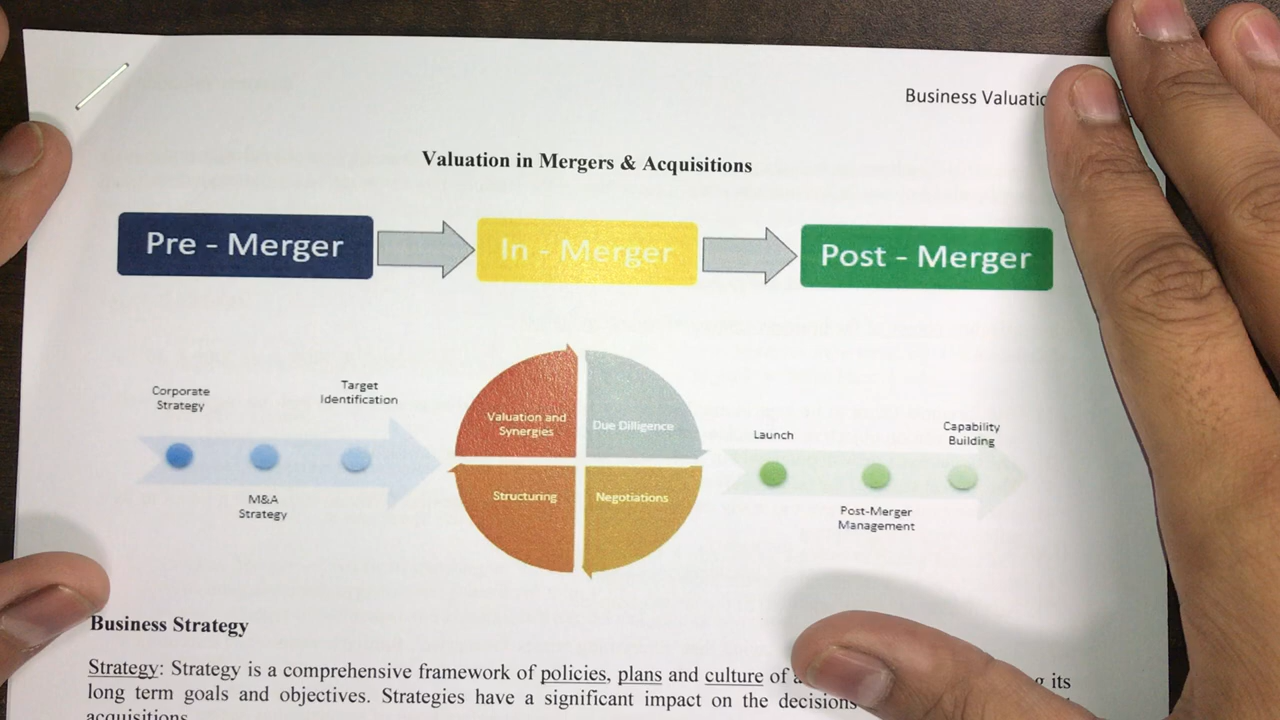 Business Valuatio
Valuation in Mergers & Acquisitions
Pre - Merger
In - Merger
Post - Merger
Corporate
Strategy
M&A
Strategy
Target
Identification
Valuation and
Synergies
Due Dilligence
Structuring
Negotiations
Launch
Post-Merger
Management
Capability
Building
Business Strategy
Strategy: Strategy is a comprehensive framework of policies, plans and culture of its
long term goals and objectives. Strategies have a significant impact on the decisions
acquisitions